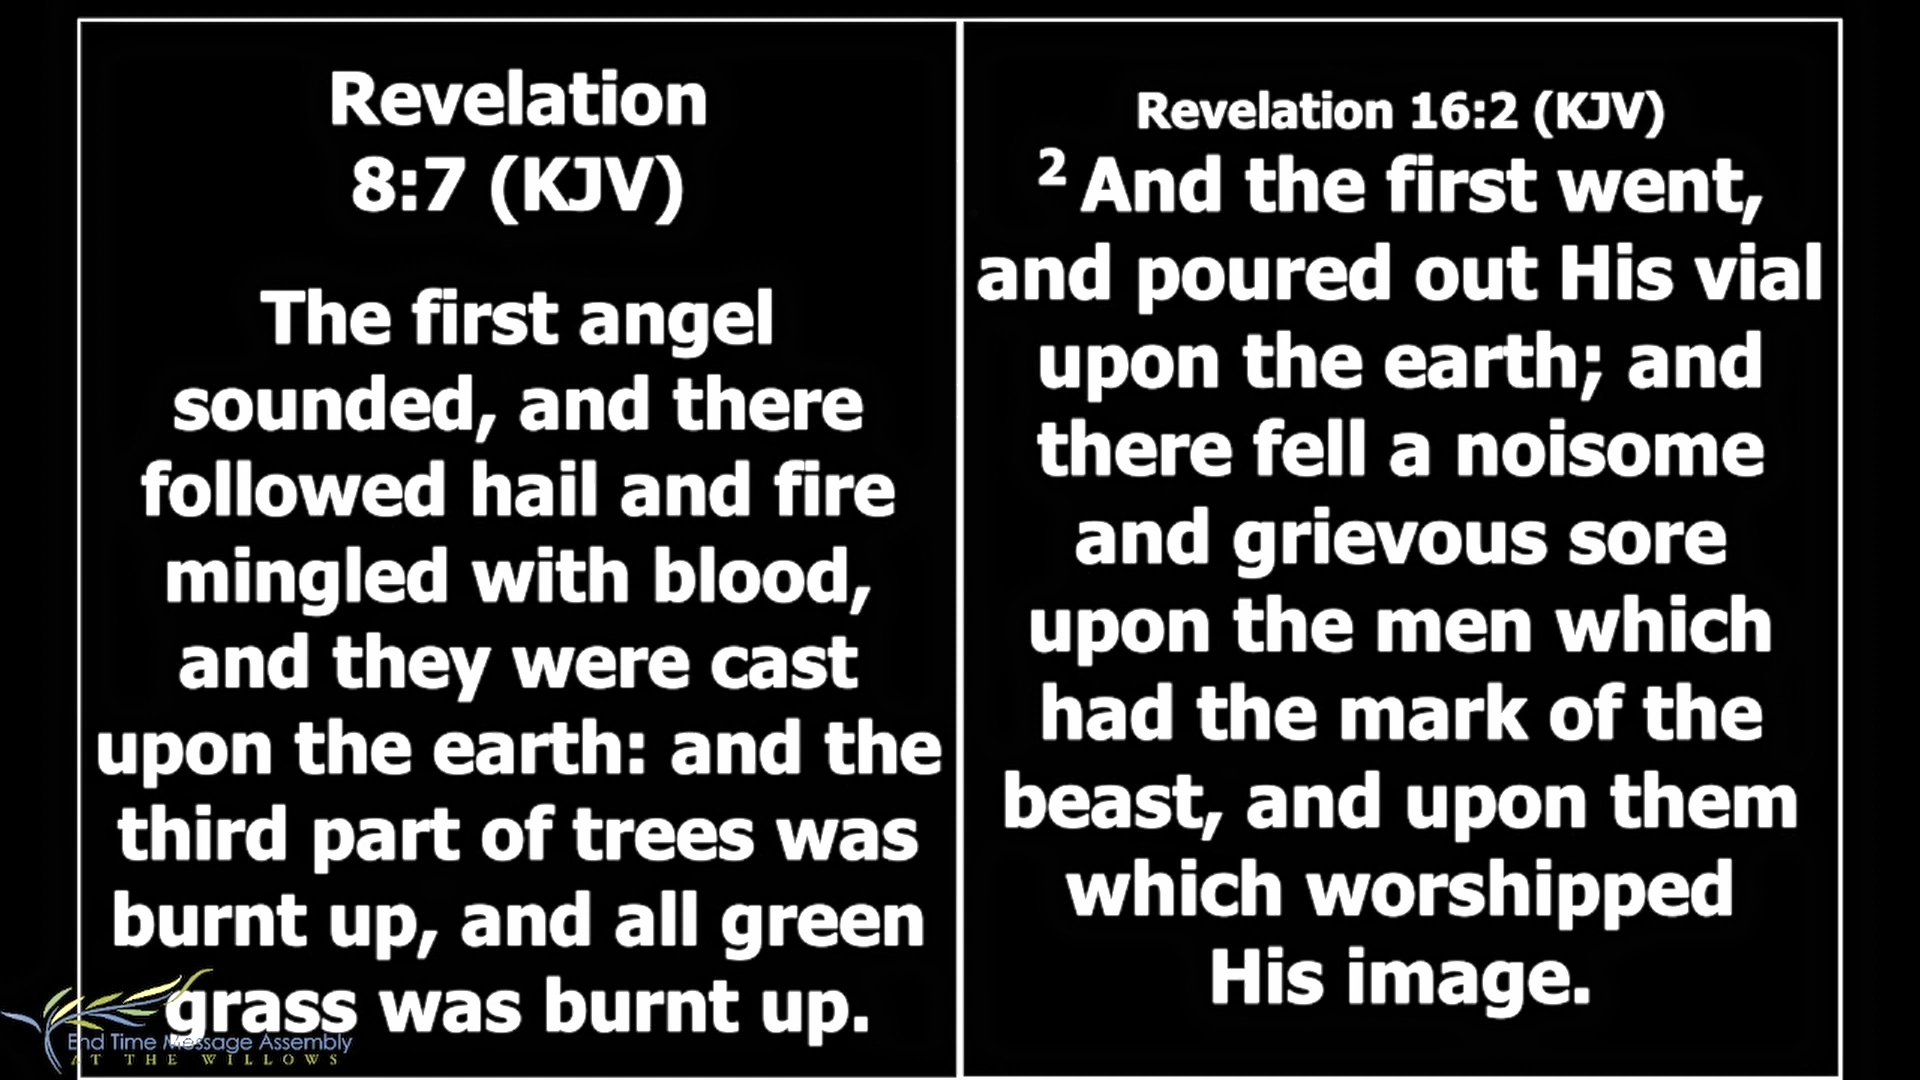 Revelation
8:7 (KJV)
The first angel
sounded, and there
followed hail and fire
mingled with blood,
and they were cast
upon the earth: and the
third part of trees was
burnt up, and all green
grass was burnt up.
Revelation 16:2 (KJV)
2 And the first went,
and poured out His vial
upon the earth; and
there fell a noisome
and grievous sore
upon the men which
had the mark of the
beast, and upon them
which worshipped
His image.
End Time Message Assembly
AT THE WILLOWS